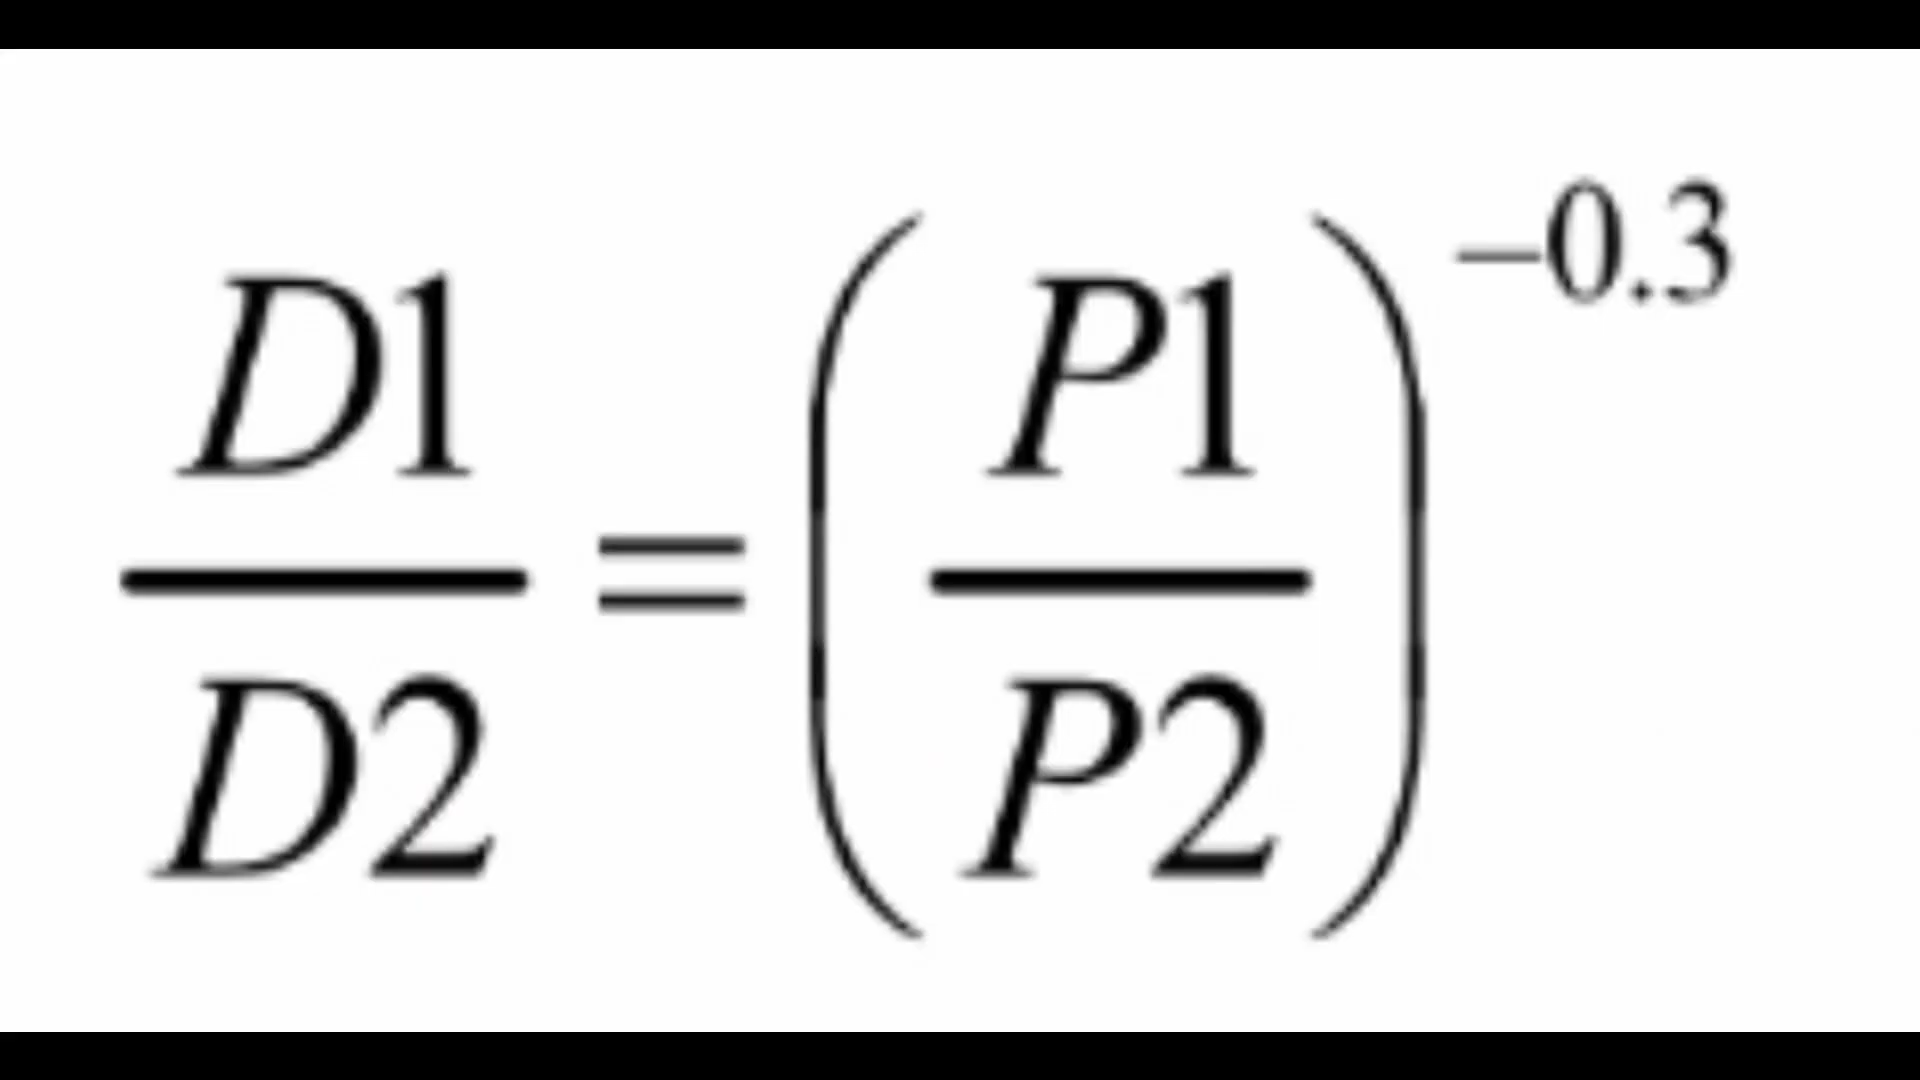 D1/D2 = (P1/P2)^−0.3